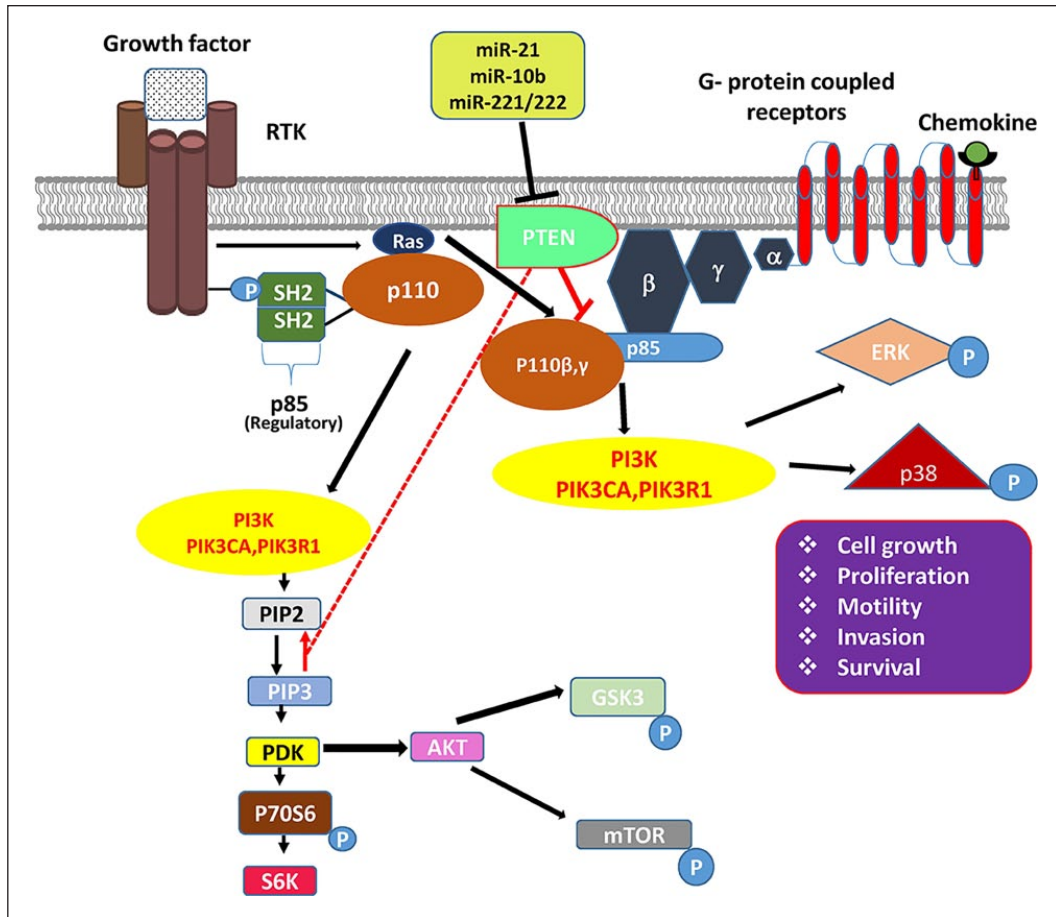 Growth factor
miR-21
miR-10b
miR-221/222
G- protein coupled
receptors
Chemokine
RTK
PTEN
Ras
β
γ
α
P
SH2
SH2
p110
p85
(Regulatory)
P110β,γ
p85
ERK
P
PI3K
PIK3CA,PIK3R1
p38
P
PI3K
PIK3CA,PIK3R1
❖ Cell growth
❖ Proliferation
❖ Motility
❖ Invasion
❖ Survival
PIP2
PIP3
GSK3
P
PDK
AKT
P70S6
P
mTOR
P
S6K